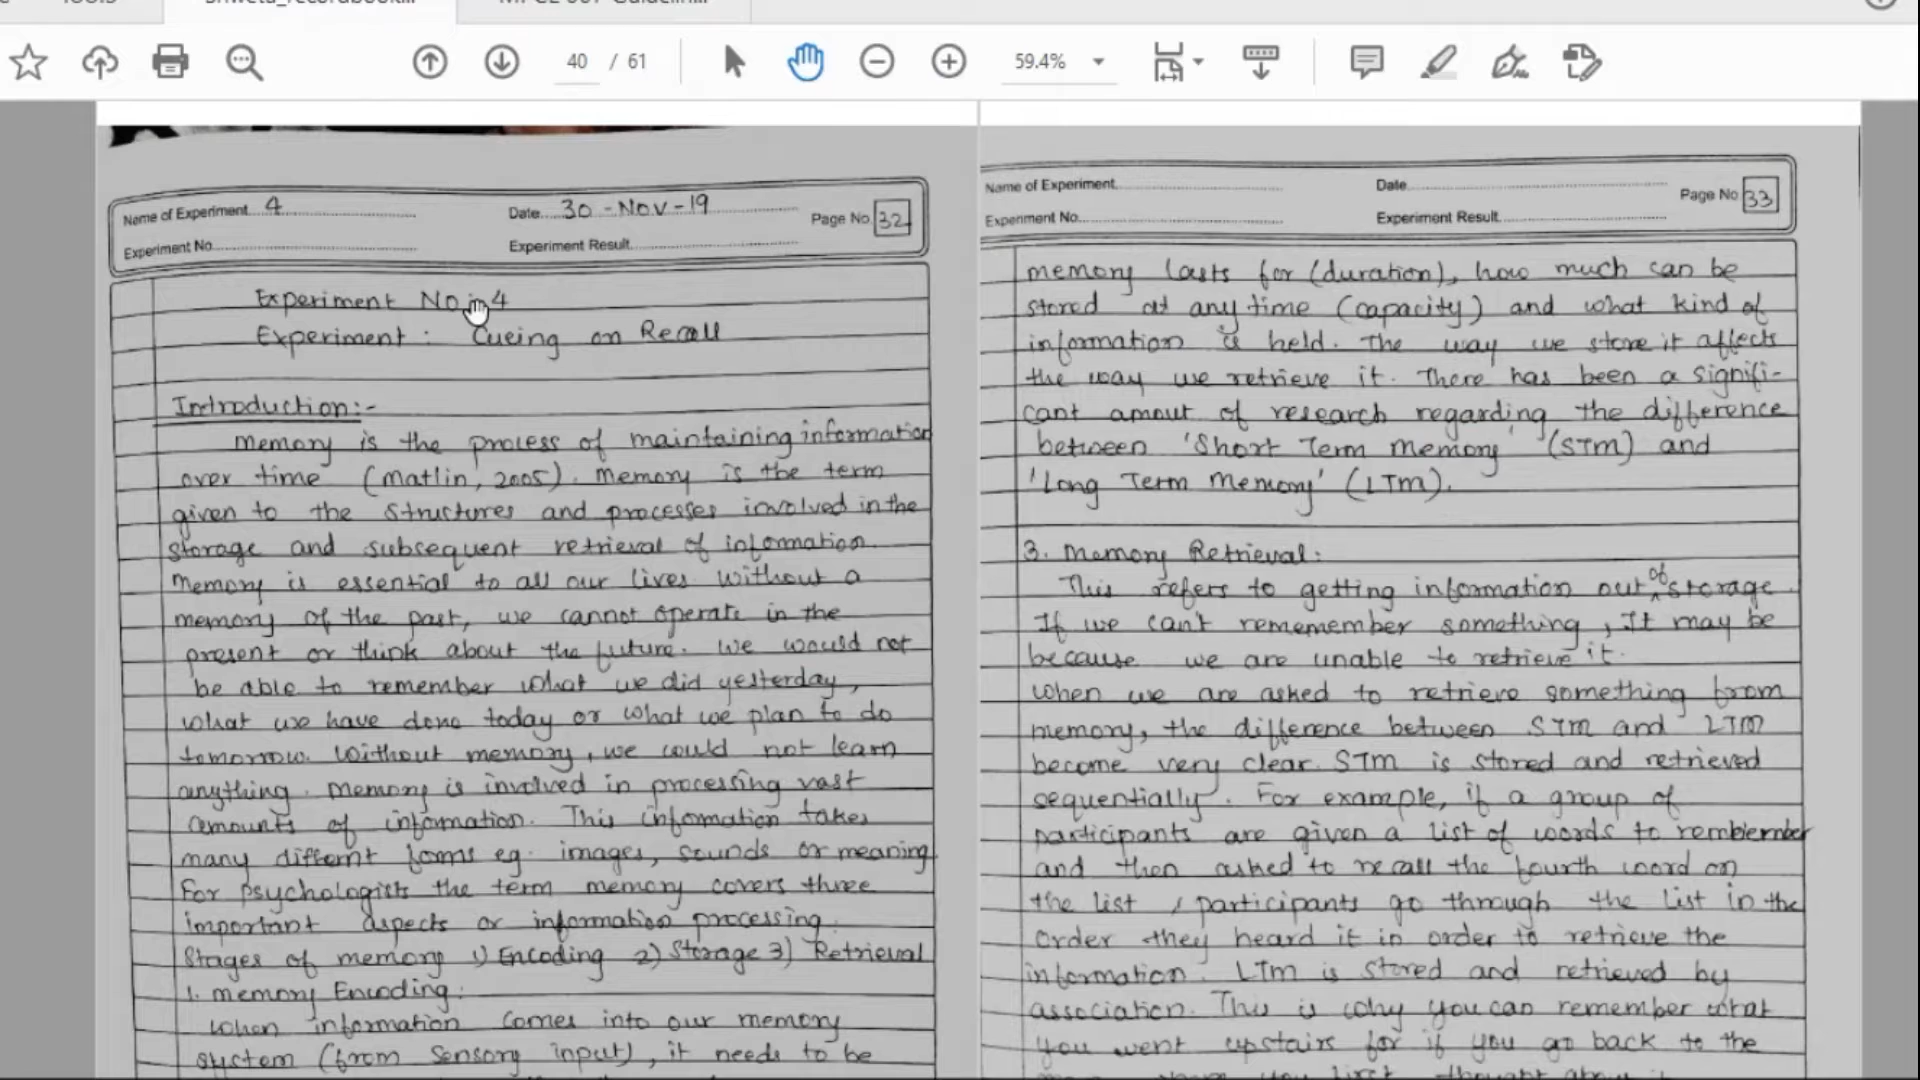 40 / 61
59.4%
Name of Experiment 4
Date 30-Nov-19
Page No. 32
Experiment No.
Experiment Result
Experiment No:- 4
Experiment : Cueing on Recall
Introduction:-
Memory is the process of maintaining information
over time (Matlin, 2005). Memory is the term
given to the structures and processes involved in the
storage and subsequent retrieval of information.
Memory is essential to all our lives. Without a
memory of the past, we cannot operate in the
present or think about the future. We would not
be able to remember what we did yesterday,
what we have done today or what we plan to do
tomorrow. Without memory, we could not learn
anything. Memory is involved in processing vast
amounts of information. This information takes
many differnt forms eg. images, sounds or meaning
For psychologists the term memory covers three
important aspects or information processing.
Stages of memory 1) Encoding 2) Storage 3) Retrieval
1. Memory Encoding:
When information comes into our memory
system (from sensory input), it needs to be
Name of Experiment
Date
Page No 33
Experiment No.
Experiment Result
memory lasts for (duration), how much can be
stored at any time (capacity) and what kind of
information is held. The way we store it affects
the way we retrieve it. There has been a signifi-
cant amout of research regarding the difference
between 'Short Term Memory' (STM) and
'Long Term Memory' (LTM).
3. Memory Retrieval:
This refers to getting information out of storage.
If we can't rememember something, It may be
because we are unable to retrieve it.
When we are asked to retrieve something from
memory, the difference between STM and LTM
become very clear. STM is stored and retrieved
sequentially. For example, if a group of
participants are given a list of words to
and then asked to recall the fourth word on
the list, participants go through the list in the
order they heard it in order to retrieve the
information. LTM is stored and retrieved by
association. This is why you can remember what
you went upstairs for if you go back to the